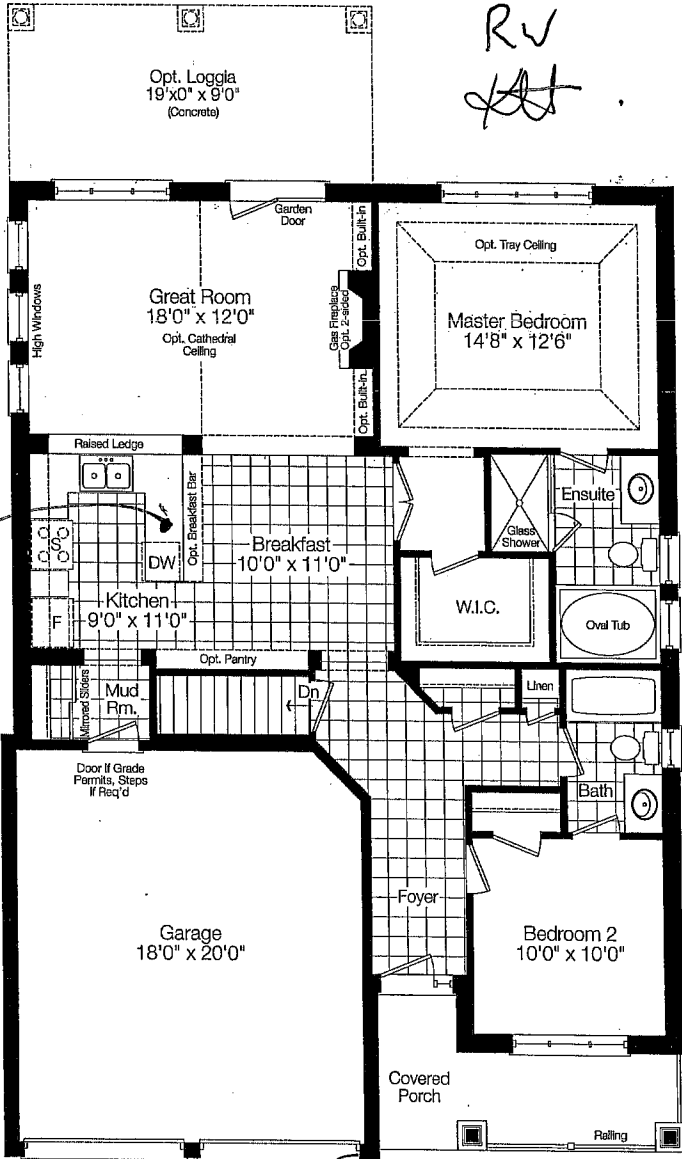 RW
Opt. Loggia
19'x0" x 9'0"
(Concrete)
Garden
Door
Opt. Built-In
Opt. Tray Ceiling
High Windows
Great Room
18'0" x 12'0"
Opt. Cathedral
Ceiling
Gas Fireplace
Opt. 2-sided
Master Bedroom
14'8" x 12'6"
Opt. Built-In
Raised Ledge
Opt. Breakfast Bar
Ensuite
Glass
Shower
S
DW
Breakfast
10'0" x 11'0"
Kitchen
9'0" x 11'0"
F
W.I.C.
Oval Tub
Opt. Pantry
Mirrored Sliders
Mud
Rm.
Dn
Linen
Door If Grade
Permits, Steps
If Req'd
Bath
Foyer
Garage
18'0" x 20'0"
Bedroom 2
10'0" x 10'0"
Covered
Porch
Railing